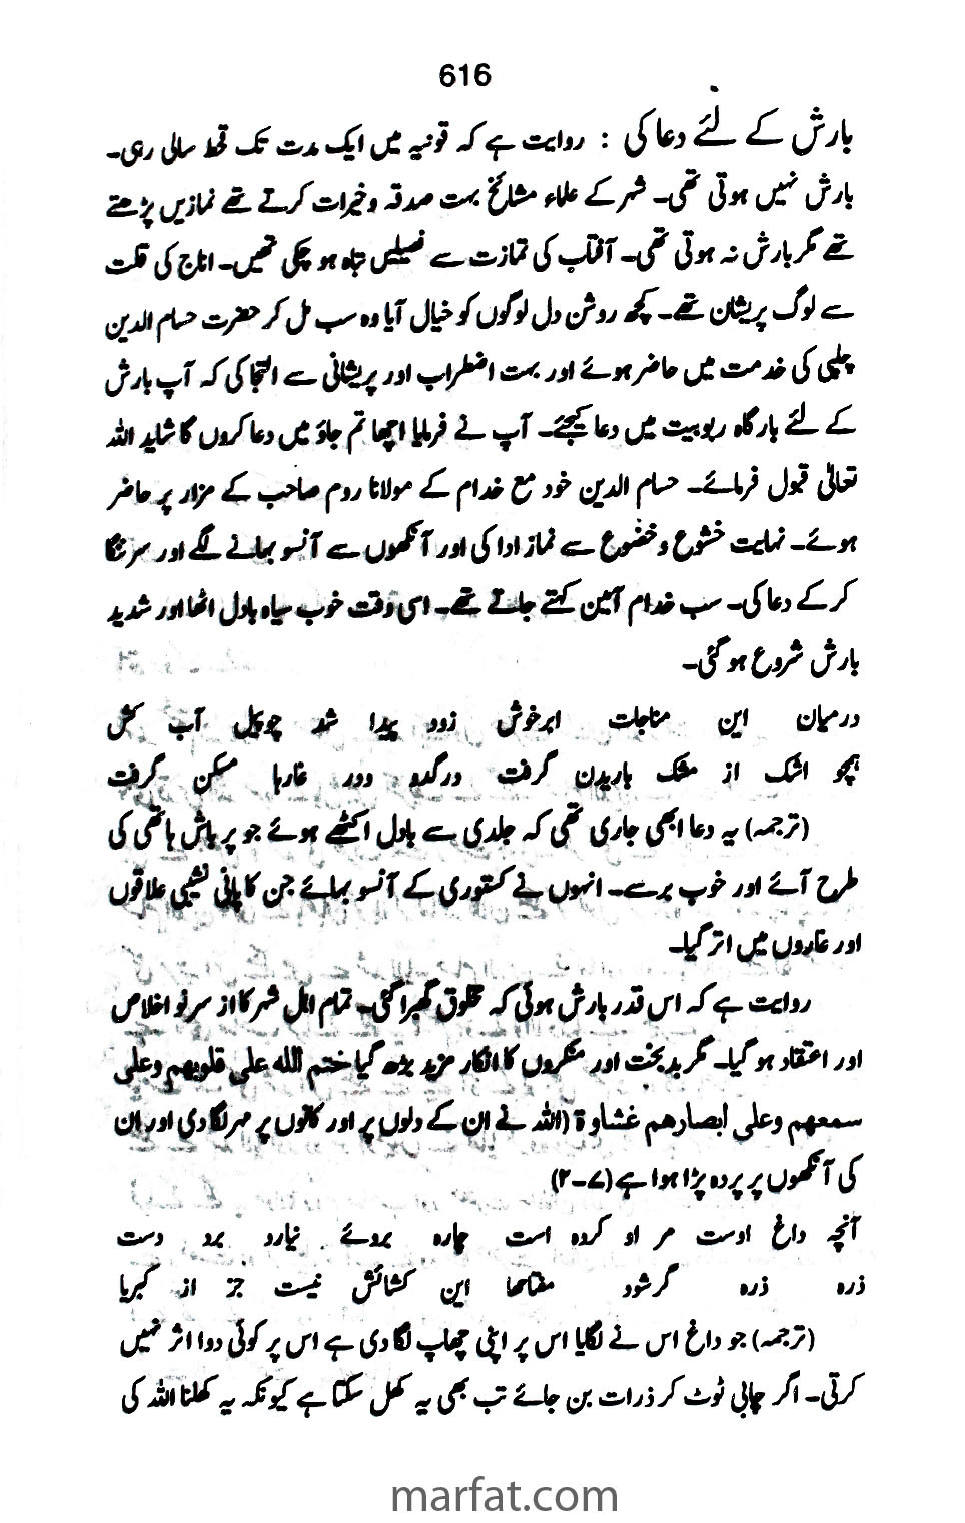 616
بارش کے لئے دعا کی : روایت ہے کہ قونیہ میں ایک مدت تک قحط سالی رہی۔
بارش نہیں ہوتی تھی۔ شہر کے علماء مشائخ بہت صدقہ و خیرات کرتے تھے نمازیں پڑھتے
تھے مگر بارش نہ ہوتی تھی۔ آفتاب کی تمازت سے فصلیں تباہ ہو چکی تھیں۔ اناج کی قلت
سے لوگ پریشان تھے۔ کچھ روشن دل لوگوں کو خیال آیا وہ سب مل کر حضرت حسام الدین
چلپی کی خدمت میں حاضر ہوئے اور بہت اضطراب اور پریشانی سے التجا کی کہ آپ بارش
کے لئے بارگاہ ربوبیت میں دعا کیجئے۔ آپ نے فرمایا اچھا تم جاؤ میں دعا کروں گا شاید اللہ
تعالیٰ قبول فرمائے۔ حسام الدین خود مع خدام کے مولانا روم صاحب کے مزار پر حاضر
ہوئے۔ نہایت خشوع و خضوع سے نماز ادا کی اور آنکھوں سے آنسو بہانے لگے اور سر ننگا
کر کے دعا کی۔ سب خدام آمین کہتے جاتے تھے۔ اسی وقت خوب سیاہ بادل اٹھا اور شدید
بارش شروع ہو گئی۔
درمیان این مناجات ابر خوش زود پیدا شد چو پیل آب کش
ہمچو اشک از مشک باریدن گرفت در گدو ودر غارہا مسکن گرفت
(ترجمہ) یہ دعا ابھی جاری تھی کہ جلدی سے بادل اکٹھے ہوئے جو پر باش ہاتھی کی
طرح آئے اور خوب برسے۔ انہوں نے کستوری کے آنسو بہائے جن کا پانی نشیبی علاقوں
اور غاروں میں اتر گیا۔
روایت ہے کہ اس قدر بارش ہوئی کہ مخلوق گھبرا گئی۔ تمام اہل شہر کا از سر نو اخلاص
اور اعتقاد ہو گیا۔ مگر بدبخت اور منکروں کا انکار مزید بڑھ گیا ختم اللہ علی قلوبھم وعلی
سمعھم وعلی ابصارھم غشاوۃ (اللہ نے ان کے دلوں پر اور کانوں پر مہر لگا دی اور ان
کی آنکھوں پر پردہ پڑا ہوا ہے (۷-۲)
آنچہ داغ اوست مر او کردہ است چارہ بروئے نیارد برد دست
ذرہ ذرہ گر شود مفتاحہا این کشائش نیست جز از کبریا
(ترجمہ) جو داغ اس نے لگایا اس پر اپنی چھاپ لگا دی ہے اس پر کوئی دوا اثر نہیں
کرتی۔ اگر چابی ٹوٹ کر ذرات بن جائے تب بھی یہ کھل سکتا ہے کیونکہ یہ کھلنا اللہ کی
marfat.com